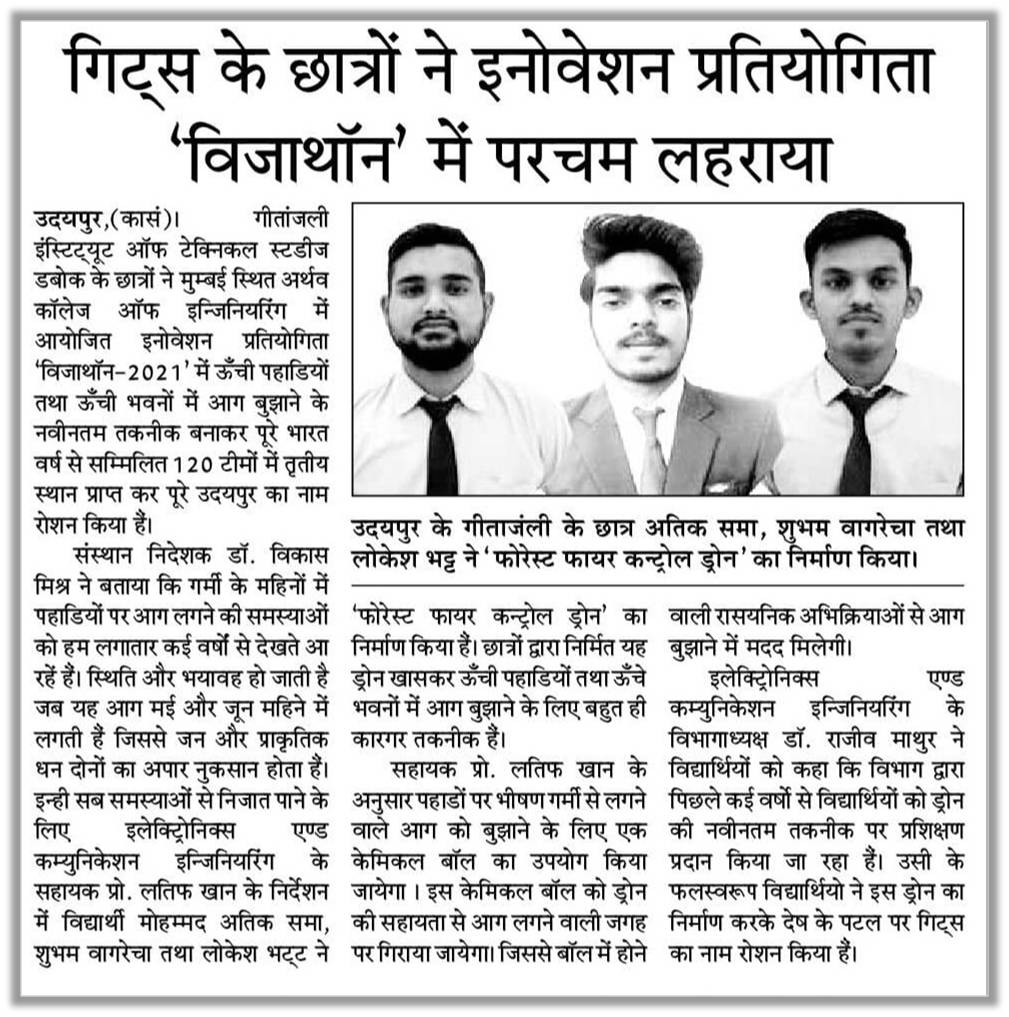 गिट्स के छात्रों ने इनोवेशन प्रतियोगिता
‘विजाथॉन’ में परचम लहराया
उदयपुर,(कासं)। गीतांजली
इंस्टिट्यूट ऑफ टेक्निकल स्टडीज
डबोक के छात्रों ने मुम्बई स्थित अर्थव
कॉलेज ऑफ इन्जिनियरिंग में
आयोजित इनोवेशन प्रतियोगिता
‘विजाथॉन-2021’ में ऊँची पहाडियों
तथा ऊँची भवनों में आग बुझाने के
नवीनतम तकनीक बनाकर पूरे भारत
वर्ष से सम्मिलित 120 टीमों में तृतीय
स्थान प्राप्त कर पूरे उदयपुर का नाम
रोशन किया हैं।
संस्थान निदेशक डॉ. विकास
मिश्र ने बताया कि गर्मी के महिनों में
पहाडियों पर आग लगने की समस्याओं
को हम लगातार कई वर्षों से देखते आ
रहें हैं। स्थिति और भयावह हो जाती है
जब यह आग मई और जून महिने में
लगती हैं जिससे जन और प्राकृतिक
धन दोनों का अपार नुकसान होता हैं।
इन्ही सब समस्याओं से निजात पाने के
लिए इलेक्ट्रिोनिक्स एण्ड
कम्युनिकेशन इन्जिनियरिंग के
सहायक प्रो. लतिफ खान के निर्देशन
में विद्यार्थी मोहम्मद अतिक समा,
शुभम वागरेचा तथा लोकेश भट्ट ने
उदयपुर के गीताजंली के छात्र अतिक समा, शुभम वागरेचा तथा
लोकेश भट्ट ने ‘फोरेस्ट फायर कन्ट्रोल ड्रोन’ का निर्माण किया।
‘फोरेस्ट फायर कन्ट्रोल ड्रोन’ का
निर्माण किया हैं। छात्रों द्वारा निर्मित यह
ड्रोन खासकर ऊँची पहाडियों तथा ऊँचे
भवनों में आग बुझाने के लिए बहुत ही
कारगर तकनीक हैं।
सहायक प्रो. लतिफ खान के
अनुसार पहाडों पर भीषण गर्मी से लगने
वाले आग को बुझाने के लिए एक
केमिकल बॉल का उपयोग किया
जायेगा । इस केमिकल बॉल को ड्रोन
की सहायता से आग लगने वाली जगह
पर गिराया जायेगा। जिससे बॉल में होने
वाली रासयनिक अभिक्रियाओं से आग
बुझाने में मदद मिलेगी।
इलेक्ट्रिोनिक्स एण्ड
कम्युनिकेशन इन्जिनियरिंग के
विभागाध्यक्ष डॉ. राजीव माथुर ने
विद्यार्थियों को कहा कि विभाग द्वारा
पिछले कई वर्षो से विद्यार्थियों को ड्रोन
की नवीनतम तकनीक पर प्रशिक्षण
प्रदान किया जा रहा हैं। उसी के
फलस्वरूप विद्यार्थियो ने इस ड्रोन का
निर्माण करके देष के पटल पर गिट्स
का नाम रोशन किया हैं।